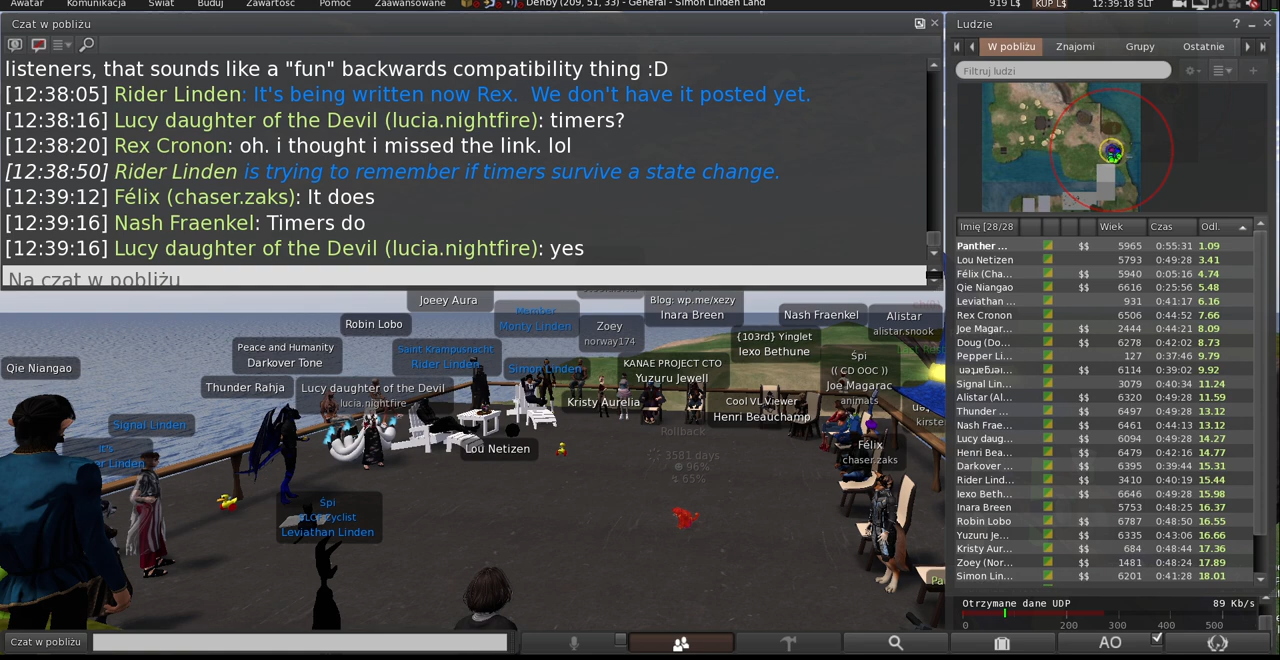 Awatar Komunikacja Świat Buduj Zawartość Pomoc Zaawansowane Denby (209, 51, 33) - General - Simon Linden Land 919 L$ KUP L$ 12:39:18 SLT
Czat w pobliżu
listeners, that sounds like a "fun" backwards compatibility thing :D
[12:38:05] Rider Linden: It's being written now Rex. We don't have it posted yet.
[12:38:16] Lucy daughter of the Devil (lucia.nightfire): timers?
[12:38:20] Rex Cronon: oh. i thought i missed the link. lol
[12:38:50] Rider Linden is trying to remember if timers survive a state change.
[12:39:12] Félix (chaser.zaks): It does
[12:39:16] Nash Fraenkel: Timers do
[12:39:16] Lucy daughter of the Devil (lucia.nightfire): yes
Na czat w pobliżu
Joeey Aura
Robin Lobo
Member
Monty Linden
Zoey
norway174
Blog: wp.me/xezy
Inara Breen
Nash Fraenkel
Alistar
alistar.snook
Peace and Humanity
Darkover Tone
Saint Krampusnacht
Rider Linden
Simon Linden
{103rd} Yinglet
Iexo Bethune
Qie Niangao
Thunder Rahja
Lucy daughter of the Devil
lucia.nightfire
KANAE PROJECT CTO
Yuzuru Jewell
Śpi
(( CD OOC ))
Joe Magarac
animats
Kristy Aurelia
Cool VL Viewer
Henri Beauchamp
kirste
Signal Linden
It's
er Linden
Lou Netizen
Rollback
3581 days
96%
65%
Félix
chaser.zaks
Śpi
Leviathan Linden
Pa
Czat w pobliżu
Ludzie
W pobliżu Znajomi Grupy Ostatnie
Filtruj ludzi
Imię [28/28 Wiek Czas Odl.
Panther ... $$ 5965 0:55:31 1.09
Lou Netizen 5793 0:49:28 3.41
Félix (Cha... $$ 5940 0:05:16 4.74
Qie Niangao $$ 6616 0:25:56 5.48
Leviathan ... 931 0:41:17 6.16
Rex Cronon 6506 0:44:52 7.66
Joe Magar... $$ 2444 0:44:21 8.09
Doug (Do... $$ 6278 0:42:02 8.73
Pepper Li... 127 0:37:46 9.79
$$ 6114 0:39:02 9.92
Signal Lin... 3079 0:40:34 11.24
Alistar (Al... $$ 6320 0:49:28 11.59
Thunder ... $$ 6497 0:49:28 13.12
Nash Frae... $$ 6461 0:44:13 13.12
Lucy daug... $$ 6094 0:49:28 14.27
Henri Bea... $$ 6479 0:42:16 14.77
Darkover ... $$ 6395 0:39:44 15.31
Rider Lind... $$ 3410 0:40:19 15.44
Iexo Beth... $$ 6646 0:49:28 15.98
Inara Breen 5753 0:48:25 16.37
Robin Lobo $$ 6787 0:48:50 16.55
Yuzuru Je... $$ 6335 0:43:06 16.66
Kristy Aur... $$ 684 0:48:44 17.36
Zoey (Nor... $$ 1481 0:48:24 17.89
Simon Lin... $$ 6201 0:41:28 18.01
Otrzymane dane UDP 89 Kb/s
0 200 300 400 500
AO